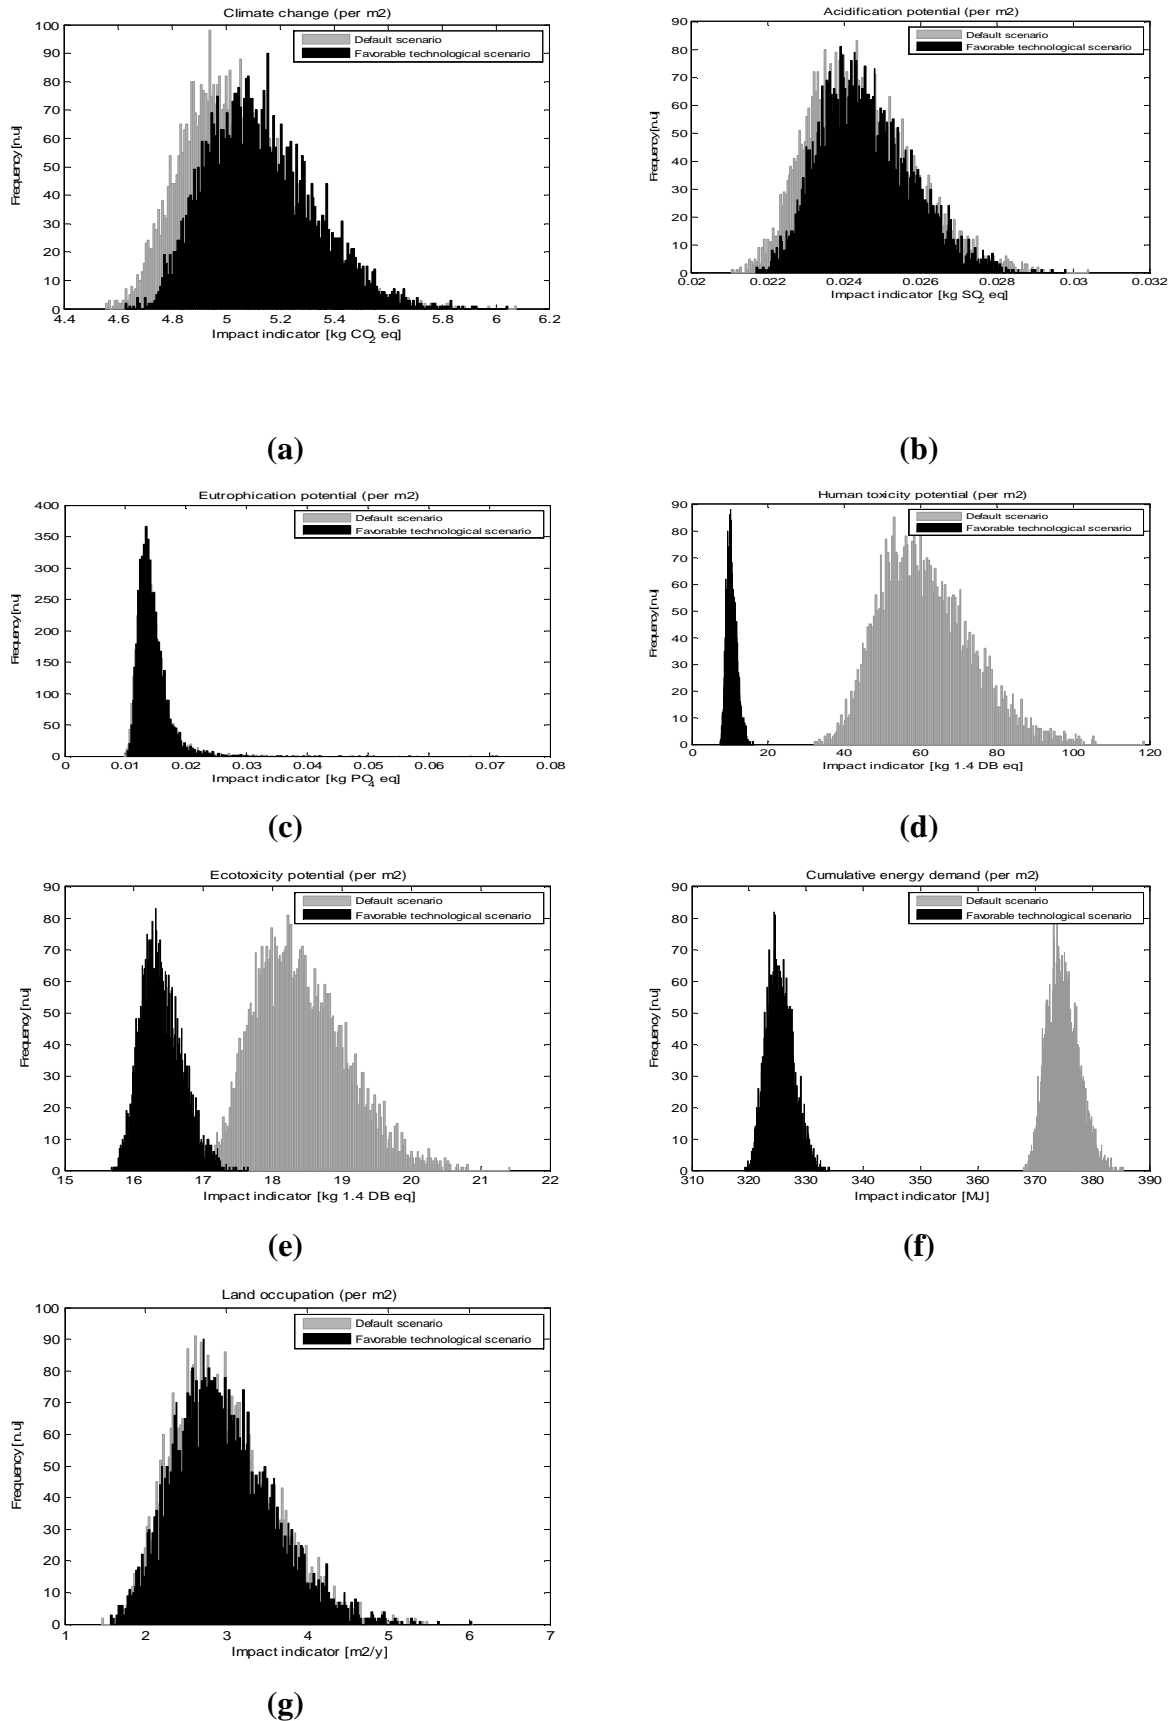 Climate change (per m2)
100
90
80
70
60
50
40
30
20
10
0
Frequency [n.u]
Default scenario
Favorable technological scenario
4.4 4.6 4.8 5 5.2 5.4 5.6 5.8 6 6.2
Impact indicator [kg CO2 eq]
(a)
Acidification potential (per m2)
90
80
70
60
50
40
30
20
10
0
Frequency [n.u]
Default scenario
Favorable technological scenario
0.02 0.022 0.024 0.026 0.028 0.03 0.032
Impact indicator [kg SO2 eq]
(b)
Eutrophication potential (per m2)
400
350
300
250
200
150
100
50
0
Frequency [n.u]
Default scenario
Favorable technological scenario
0 0.01 0.02 0.03 0.04 0.05 0.06 0.07 0.08
Impact indicator [kg PO4 eq]
(c)
Human toxicity potential (per m2)
90
80
70
60
50
40
30
20
10
0
Frequency [n.u]
Default scenario
Favorable technological scenario
0 20 40 60 80 100 120
Impact indicator [kg 1.4 DB eq]
(d)
Ecotoxicity potential (per m2)
90
80
70
60
50
40
30
20
10
0
Frequency [n.u]
Default scenario
Favorable technological scenario
15 16 17 18 19 20 21 22
Impact indicator [kg 1.4 DB eq]
(e)
Cumulative energy demand (per m2)
90
80
70
60
50
40
30
20
10
0
Frequency [n.u]
Default scenario
Favorable technological scenario
310 320 330 340 350 360 370 380 390
Impact indicator [MJ]
(f)
Land occupation (per m2)
100
90
80
70
60
50
40
30
20
10
0
Frequency [n.u]
Default scenario
Favorable technological scenario
1 2 3 4 5 6 7
Impact indicator [m2/y]
(g)